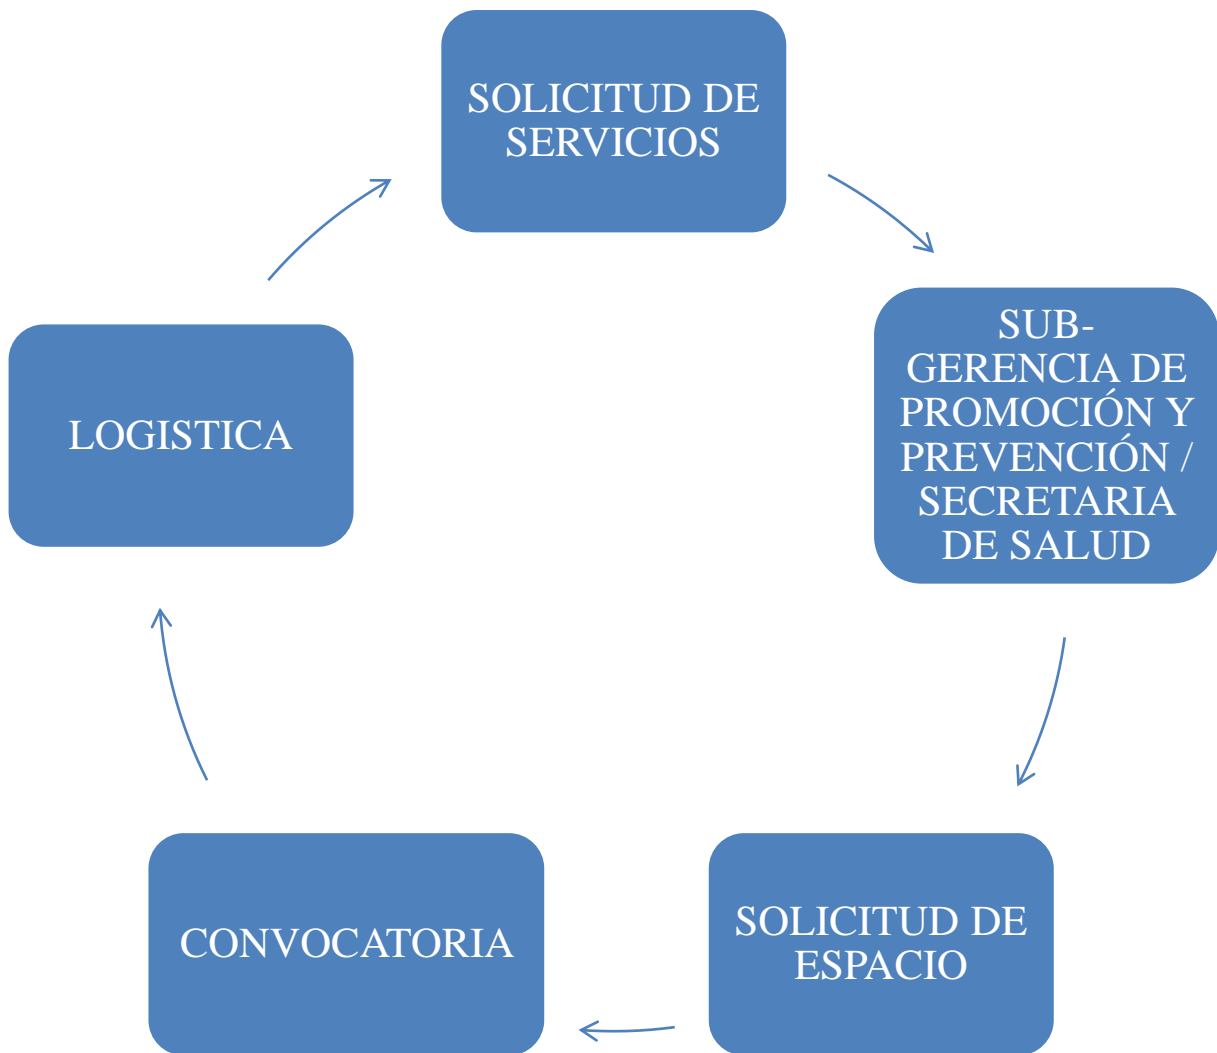 SOLICITUD DE
SERVICIOS
SUB-
GERENCIA DE
PROMOCIÓN Y
PREVENCIÓN /
SECRETARIA
DE SALUD
SOLICITUD DE
ESPACIO
CONVOCATORIA
LOGISTICA